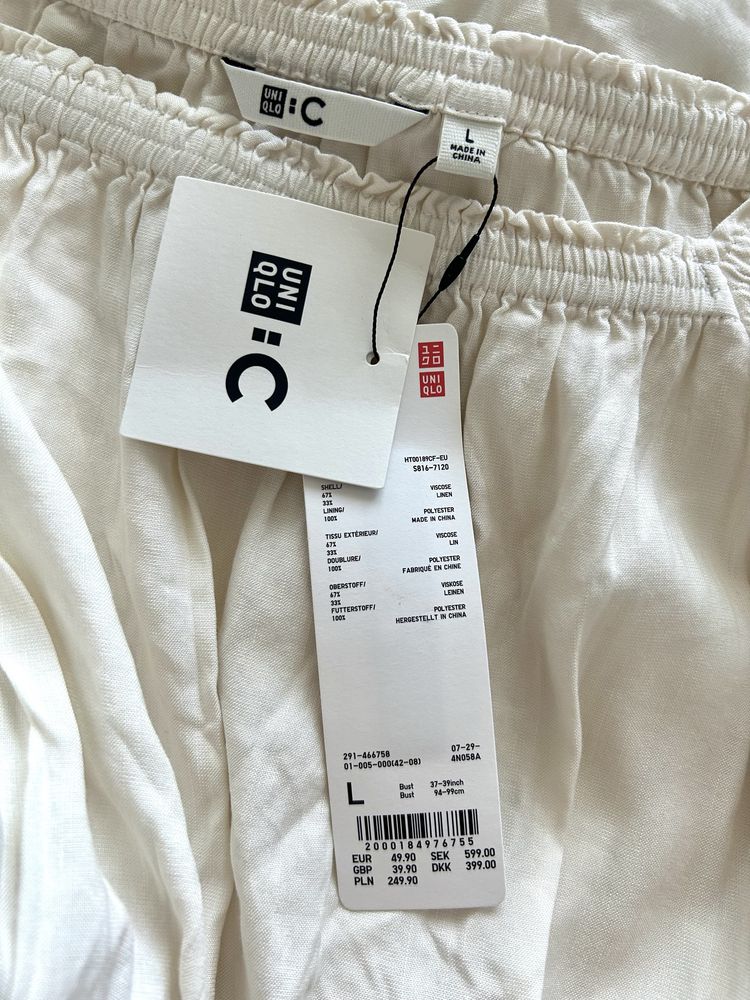 UNI
QLO : C
L
MADE IN
CHINA
UNI
QLO
: C
ユニ
クロ
UNI
QLO
HT00189CF-EU
S816-7120
SHELL/ VISCOSE
67% LINEN
33%
LINING/ POLYESTER
100% MADE IN CHINA
TISSU EXTÉRIEUR/ VISCOSE
67% LIN
33%
DOUBLURE/ POLYESTER
100% FABRIQUÉ EN CHINE
OBERSTOFF/ VISKOSE
67% LEINEN
33%
FUTTERSTOFF/ POLYESTER
100% HERGESTELLT IN CHINA
291-466758 07-29-
01-005-000(42-08) 4N058A
L Bust 37-39inch
Bust 94-99cm
2000184976755
EUR 49.90 SEK 599.00
GBP 39.90 DKK 399.00
PLN 249.90